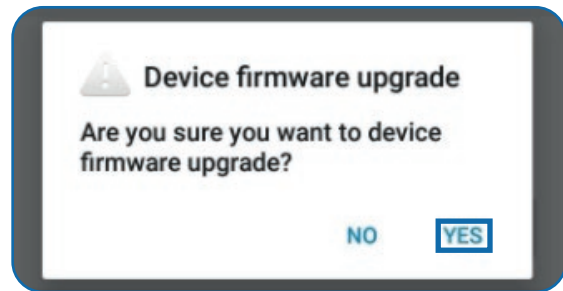 Device firmware upgrade
Are you sure you want to device
firmware upgrade?
NO YES